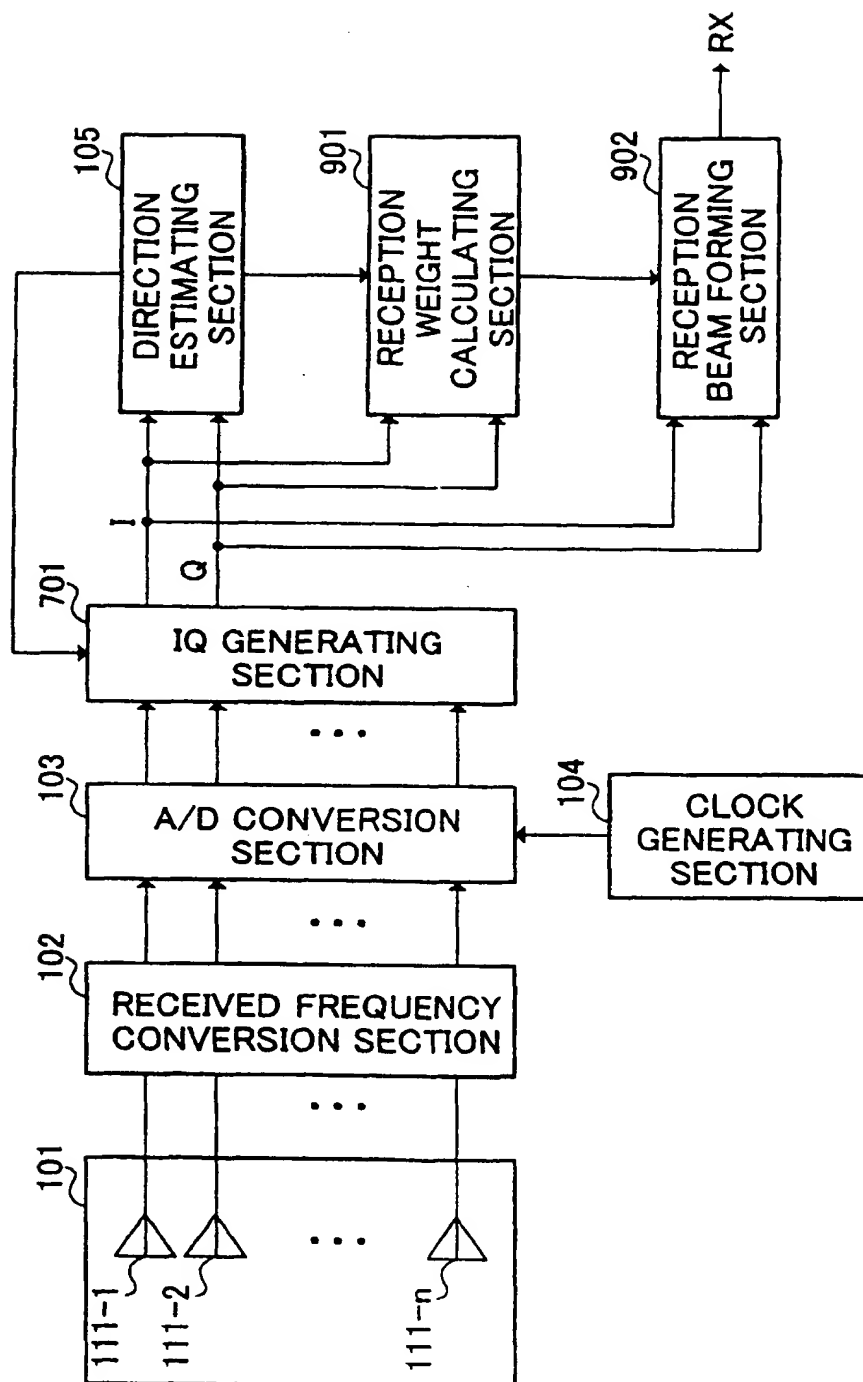 101
111-1
111-2
111-n
102
RECEIVED FREQUENCY
CONVERSION SECTION
103
A/D CONVERSION
SECTION
104
CLOCK
GENERATING
SECTION
701
IQ GENERATING
SECTION
I
Q
105
DIRECTION
ESTIMATING
SECTION
901
RECEPTION
WEIGHT
CALCULATING
SECTION
902
RECEPTION
BEAM FORMING
SECTION
RX